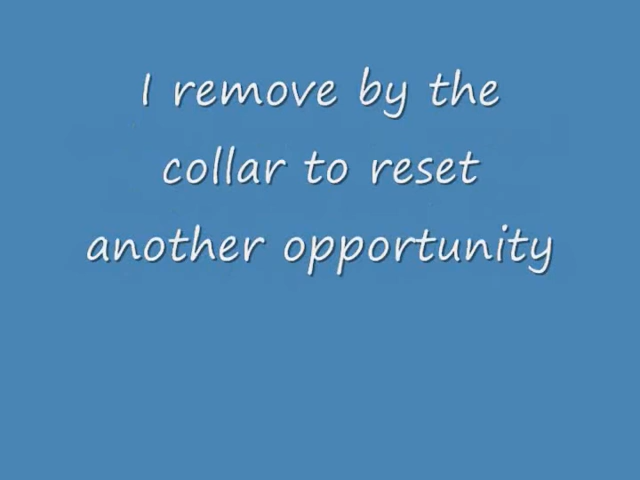 I remove by the
collar to reset
another opportunity